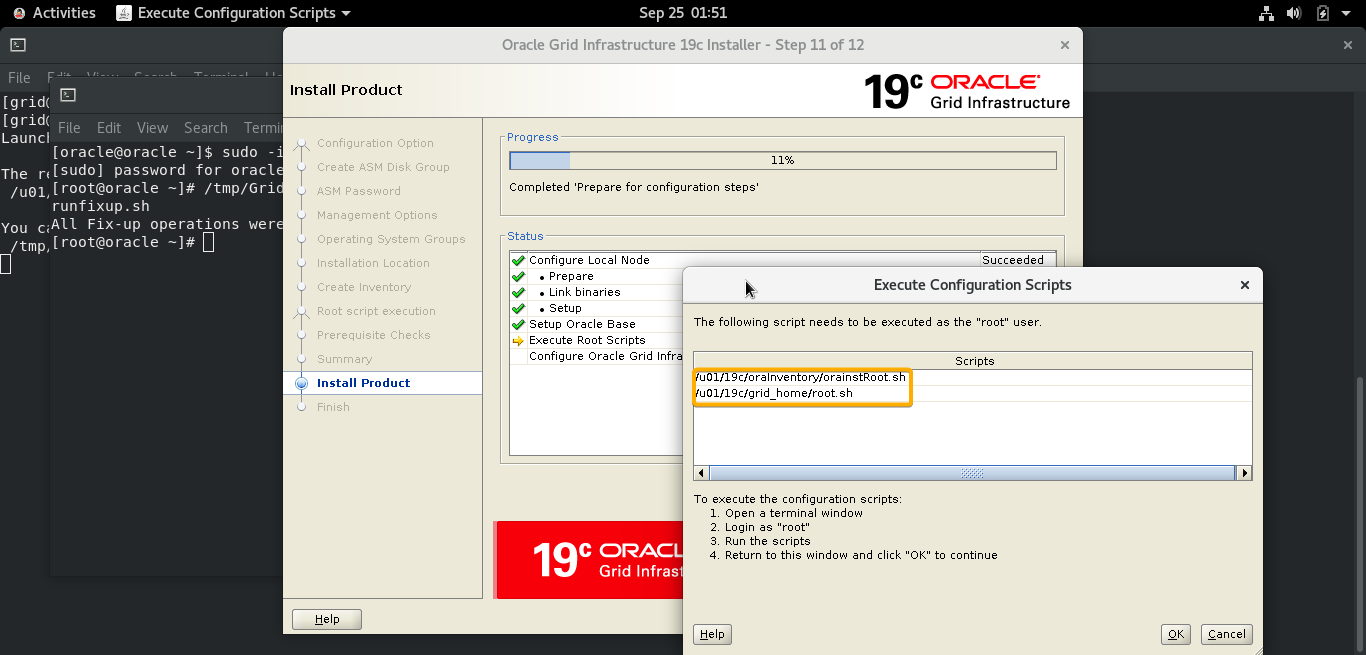 Activities
Execute Configuration Scripts
Sep 25 01:51
File Edit View Search Terminal
[grid@
[grid@
Launch
The re
/u01/
You ca
/tmp/
File Edit View Search Termin
[oracle@oracle ~]$ sudo -i
[sudo] password for oracle
[root@oracle ~]# /tmp/Grid
runfixup.sh
All Fix-up operations were
[root@oracle ~]#
Oracle Grid Infrastructure 19c Installer - Step 11 of 12
Install Product
19c ORACLE
Grid Infrastructure
Configuration Option
Create ASM Disk Group
ASM Password
Management Options
Operating System Groups
Installation Location
Create Inventory
Root script execution
Prerequisite Checks
Summary
Install Product
Finish
Progress
11%
Completed 'Prepare for configuration steps'
Status
Configure Local Node Succeeded
• Prepare
• Link binaries
• Setup
Setup Oracle Base
Execute Root Scripts
Configure Oracle Grid Infra
19c ORACL
Grid Infrast
Help
Execute Configuration Scripts
The following script needs to be executed as the "root" user.
Scripts
/u01/19c/oraInventory/orainstRoot.sh
/u01/19c/grid_home/root.sh
To execute the configuration scripts:
1. Open a terminal window
2. Login as "root"
3. Run the scripts
4. Return to this window and click "OK" to continue
Help
OK
Cancel